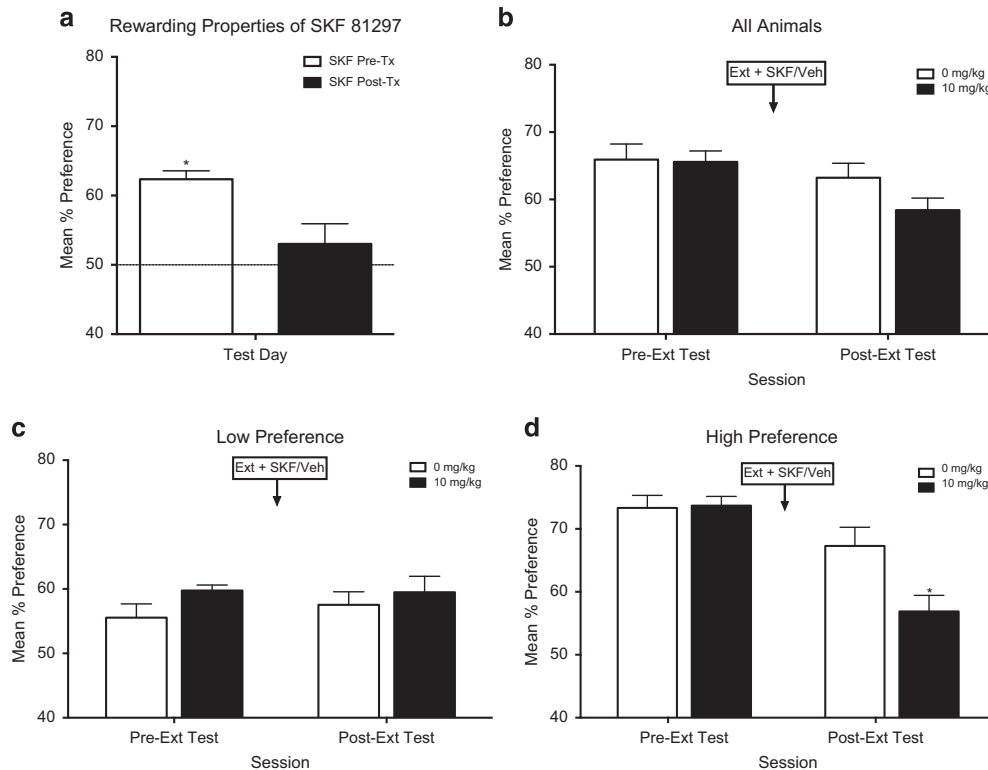 a
Rewarding Properties of SKF 81297
80
70
60
50
40
Mean % Preference
SKF Pre-Tx
SKF Post-Tx
*
Test Day
b
All Animals
80
70
60
50
40
Mean % Preference
Ext + SKF/Veh
0 mg/kg
10 mg/kg
Pre-Ext Test
Post-Ext Test
Session
c
Low Preference
80
70
60
50
40
Mean % Preference
Ext + SKF/Veh
0 mg/kg
10 mg/kg
Pre-Ext Test
Post-Ext Test
Session
d
High Preference
80
70
60
50
40
Mean % Preference
Ext + SKF/Veh
0 mg/kg
10 mg/kg
*
Pre-Ext Test
Post-Ext Test
Session